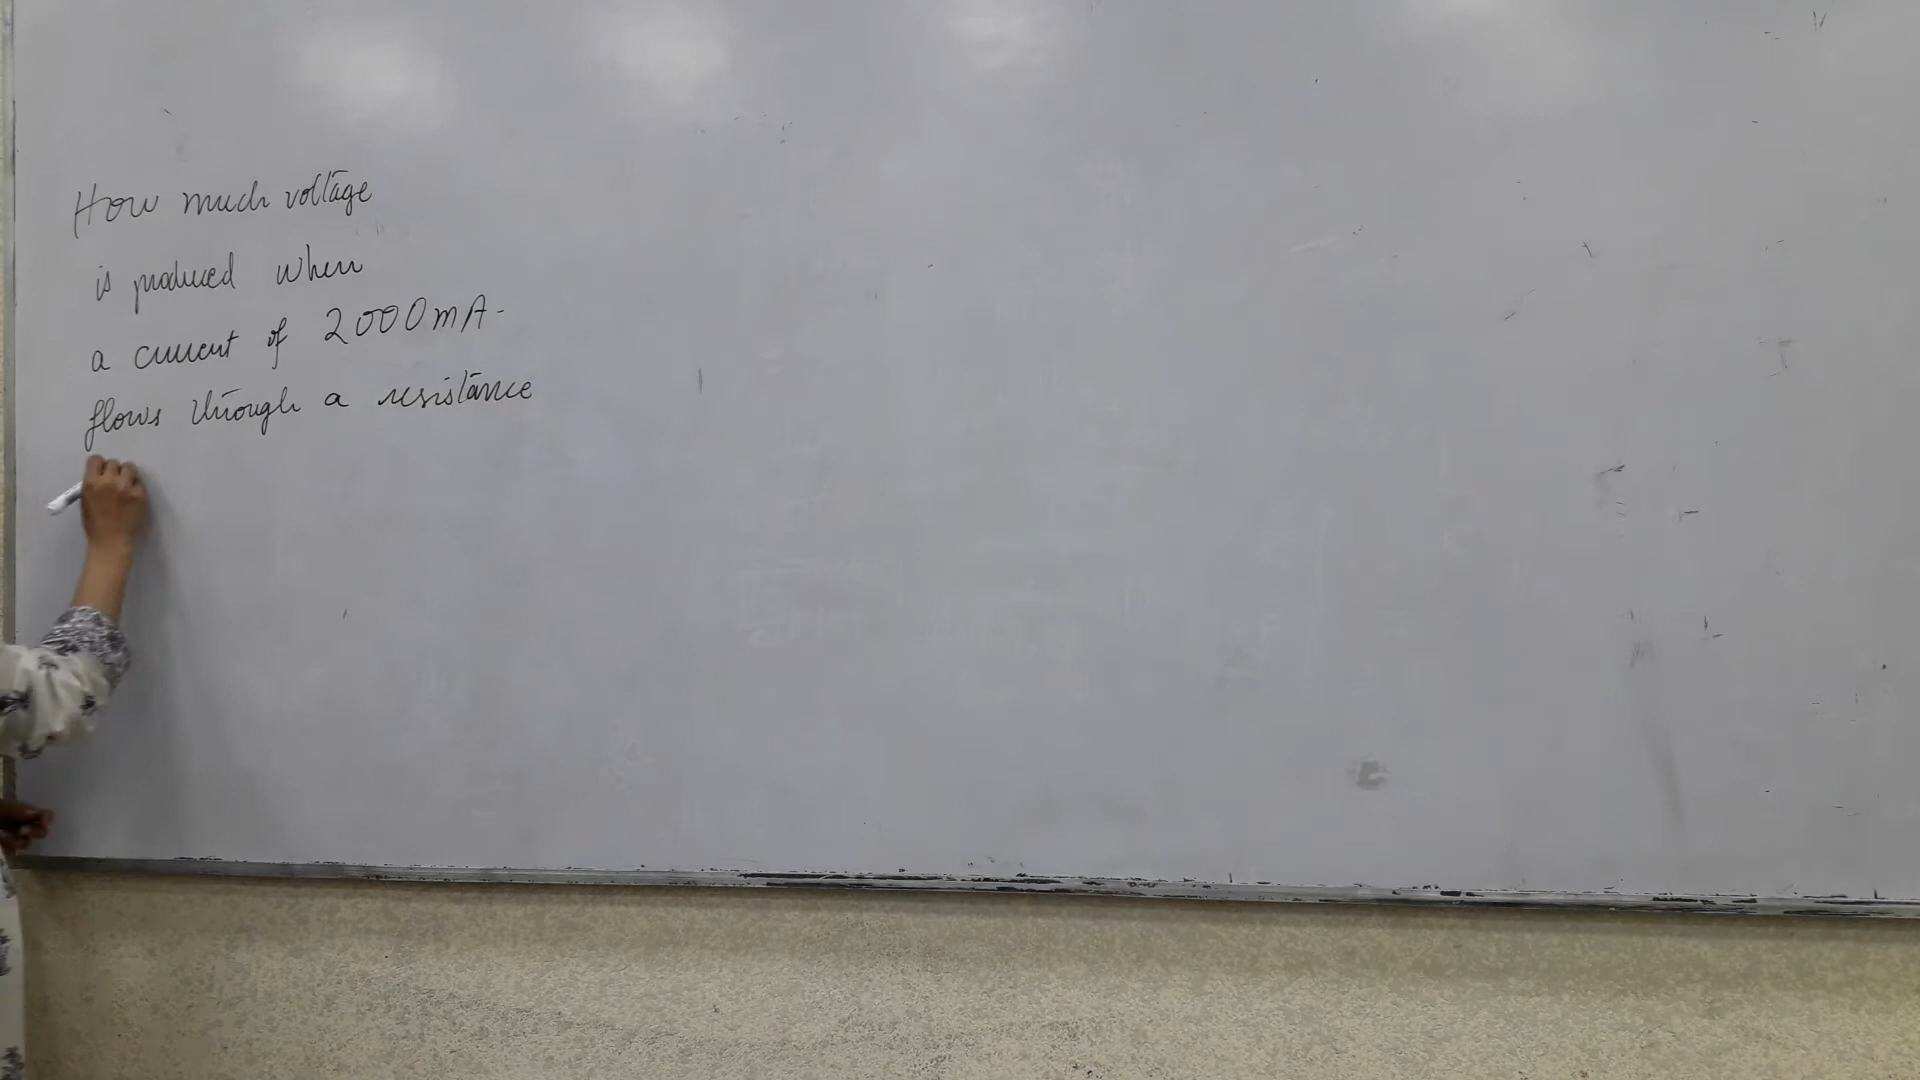 How much voltage
is produced when
a current of 2000mA-
flows through a resistance